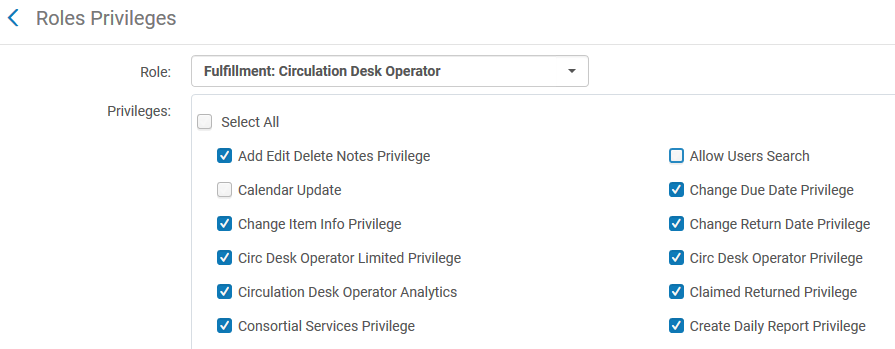 Roles Privileges
Role: Fulfillment: Circulation Desk Operator
Privileges:
Select All
Add Edit Delete Notes Privilege Allow Users Search
Calendar Update Change Due Date Privilege
Change Item Info Privilege Change Return Date Privilege
Circ Desk Operator Limited Privilege Circ Desk Operator Privilege
Circulation Desk Operator Analytics Claimed Returned Privilege
Consortial Services Privilege Create Daily Report Privilege